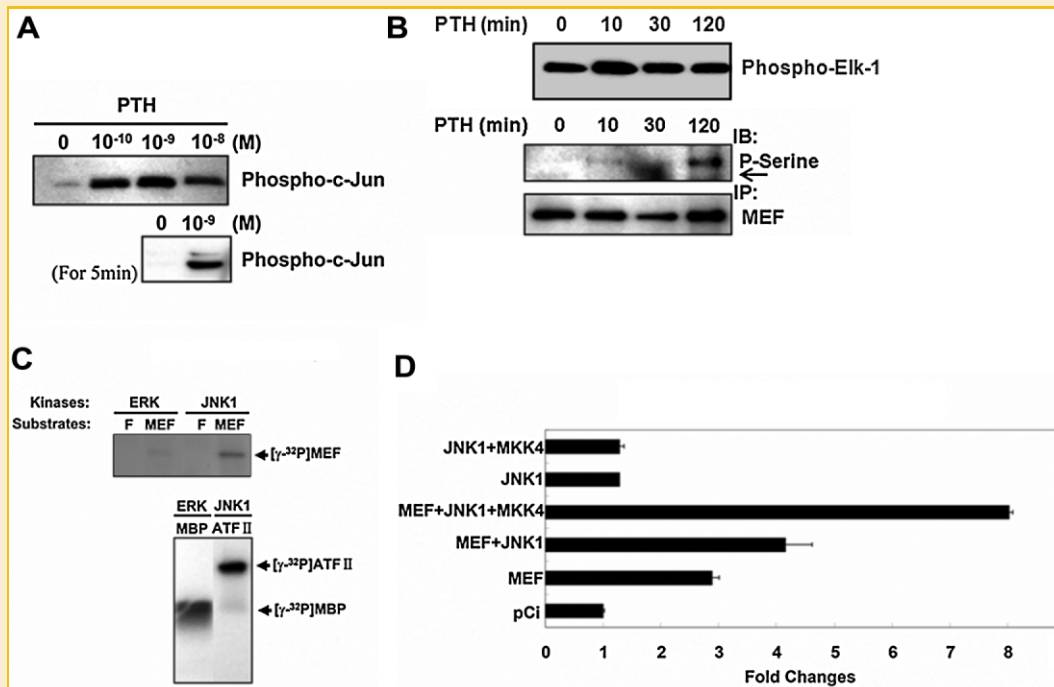 A
PTH
0 10-10 10-9 10-8 (M)
Phospho-c-Jun
0 10-9 (M)
(For 5min) Phospho-c-Jun
B
PTH (min) 0 10 30 120
Phospho-Elk-1
PTH (min) 0 10 30 120
IB:
P-Serine
IP:
MEF
C
Kinases: ERK JNK1
Substrates: F MEF F MEF
[γ-32P]MEF
ERK JNK1
MBP ATF II
[γ-32P]ATF II
[γ-32P]MBP
D
JNK1+MKK4
JNK1
MEF+JNK1+MKK4
MEF+JNK1
MEF
pCi
0 1 2 3 4 5 6 7 8
Fold Changes